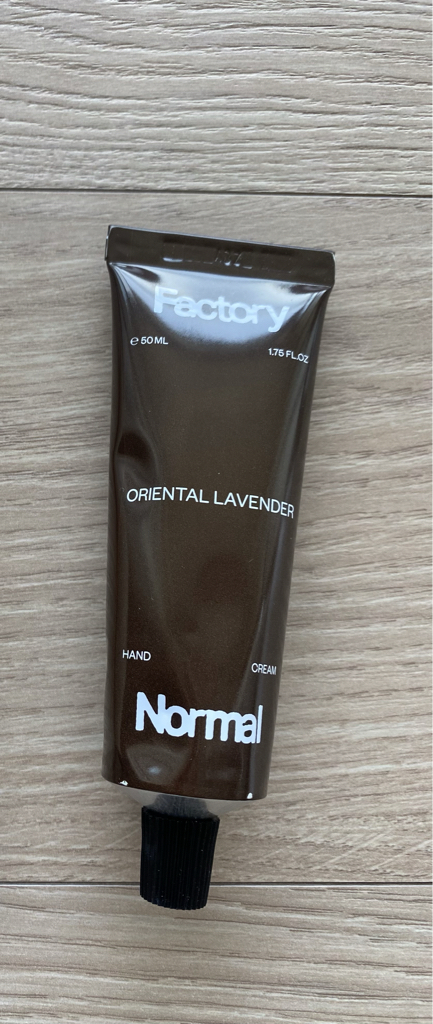 Factory
℮ 50 ML 1.75 FL.OZ
ORIENTAL LAVENDER
HAND CREAM
Normal